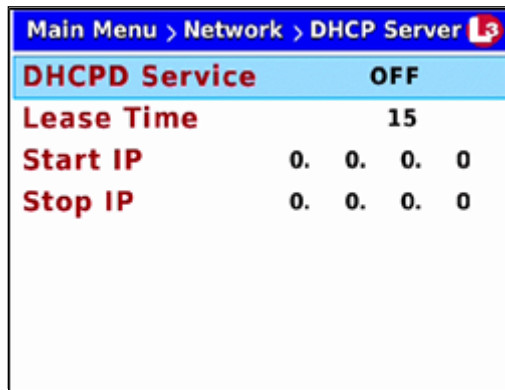 Main Menu > Network > DHCP Server L3
DHCPD Service OFF
Lease Time 15
Start IP 0. 0. 0. 0
Stop IP 0. 0. 0. 0